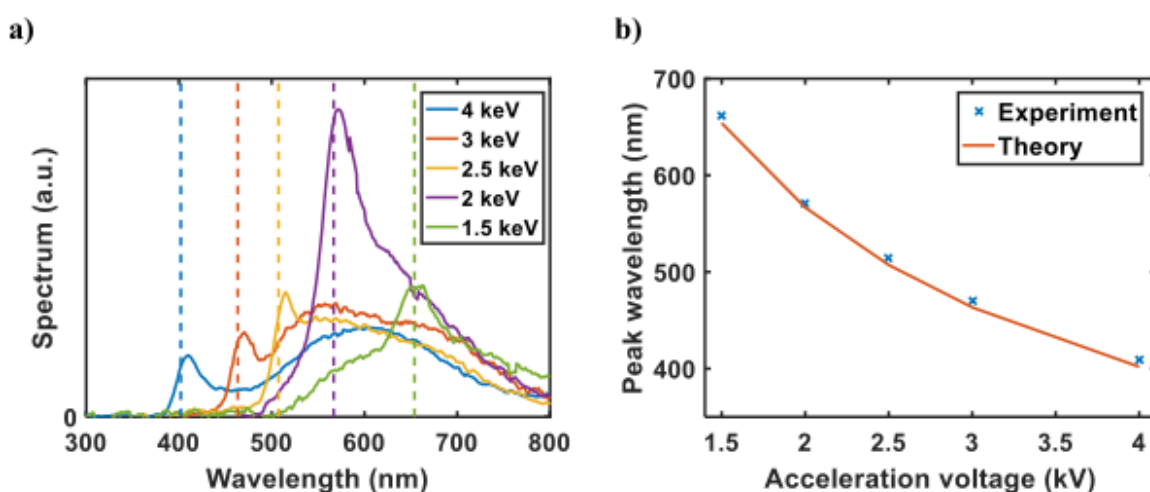 a)
Spectrum (a.u.)
0
300 400 500 600 700 800
Wavelength (nm)
4 keV
3 keV
2.5 keV
2 keV
1.5 keV
b)
Peak wavelength (nm)
700
600
500
400
1.5 2 2.5 3 3.5 4
Acceleration voltage (kV)
Experiment
Theory